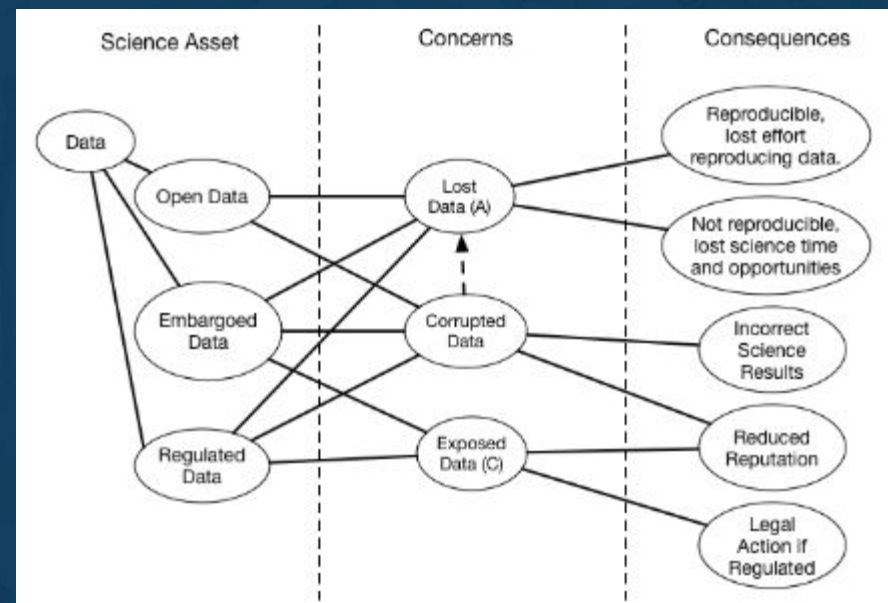 Science Asset
Concerns
Consequences
Data
Open Data
Embargoed
Data
Regulated
Data
Lost
Data (A)
Corrupted
Data
Exposed
Data (C)
Reproducible,
lost effort
reproducing data.
Not reproducible,
lost science time
and opportunities
Incorrect
Science
Results
Reduced
Reputation
Legal
Action if
Regulated